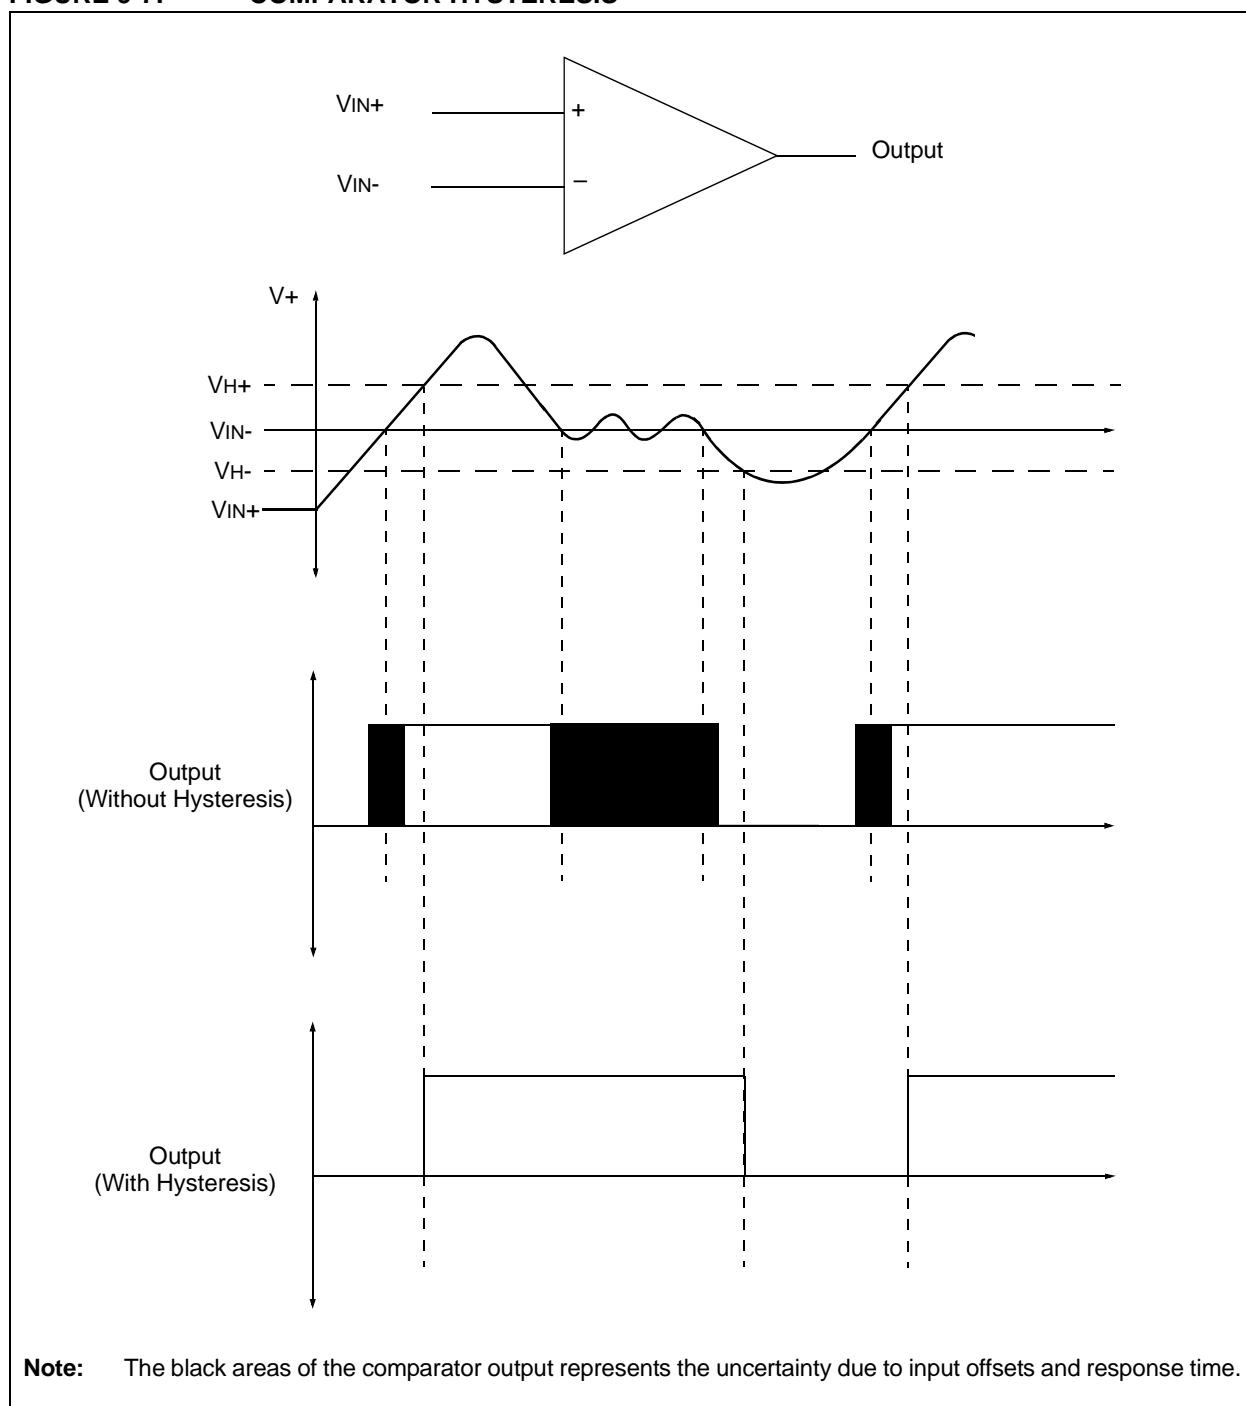 VIN+
+
Output
VIN-
–
V+
VH+
VIN-
VH-
VIN+
Output
(Without Hysteresis)
Output
(With Hysteresis)
Note: The black areas of the comparator output represents the uncertainty due to input offsets and response time.